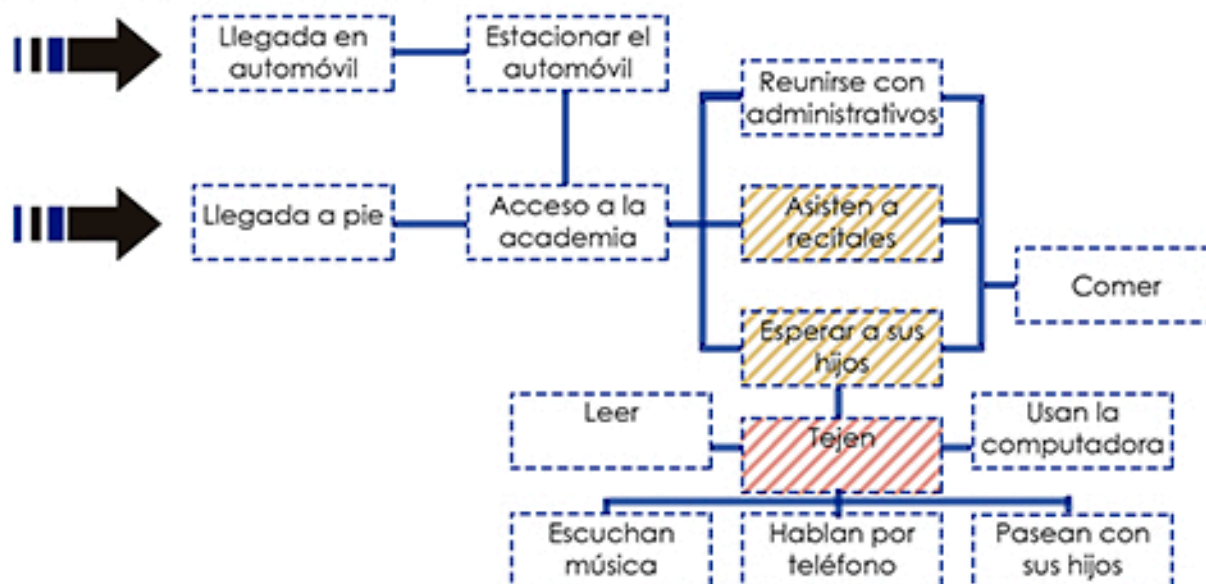 Llegada en
automóvil
Estacionar el
automóvil
Reunirse con
administrativos
Llegada a pie
Acceso a la
academia
Asisten a
recitales
Comer
Esperar a sus
hijos
Leer
Tejen
Usan la
computadora
Escuchan
música
Hablan por
teléfono
Pasean con
sus hijos